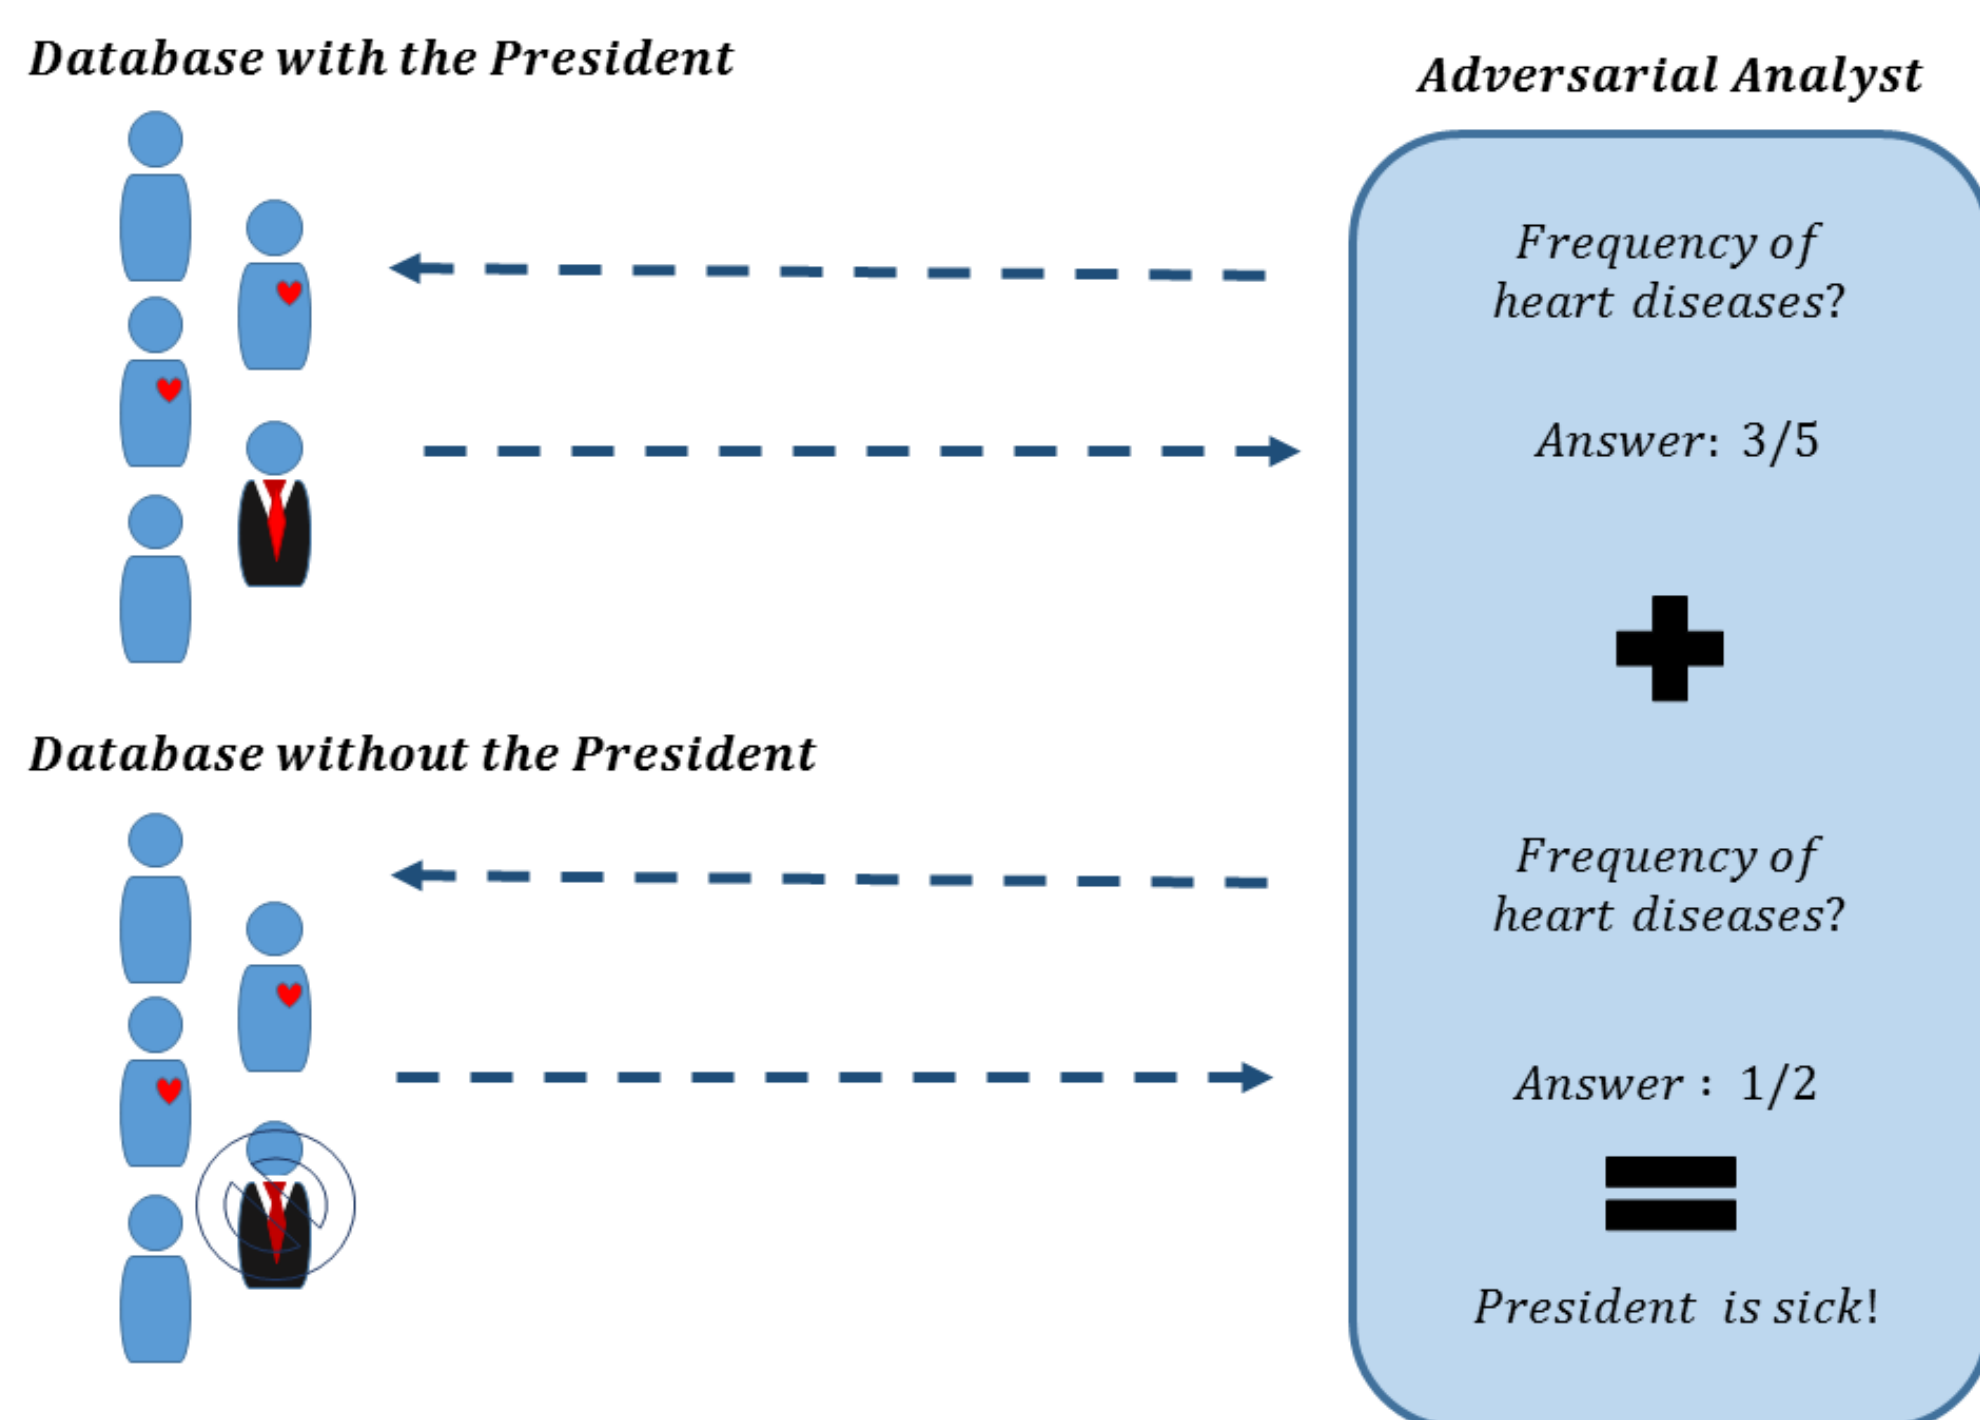 Database with the President
Adversarial Analyst
Frequency of
heart diseases?
Answer: 3/5
Database without the President
Frequency of
heart diseases?
Answer : 1/2
President is sick!